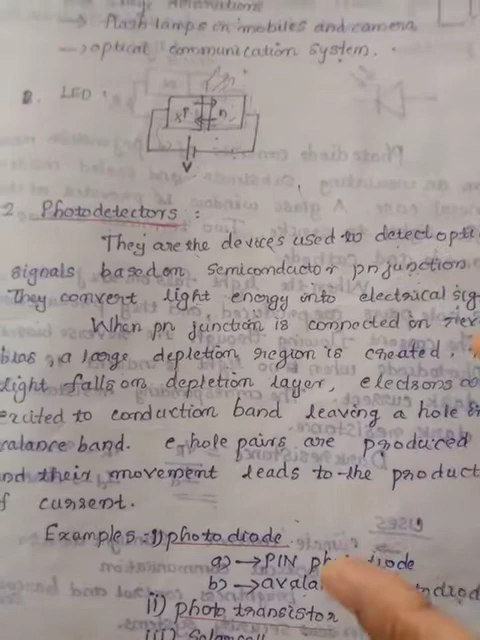 → flash lamps on mobiles and camera
→ optical communication system.
B. LED :
P n
V
2. Photodetectors :
They are the devices used to detect opti
signals based on semiconductor pn junction.
They convert light energy into electrical sig
When pn junction is connected on rev
bias, a large depletion region is created.
light falls on depletion layer, electrons
excited to conduction band leaving a hole
valance band. e-hole pairs are produced
and their movement leads to the product
of current.
Examples :- i) photodiode.
a) → PIN diode
b) → avala diod
ii) photo transistor
iii) Solarcell